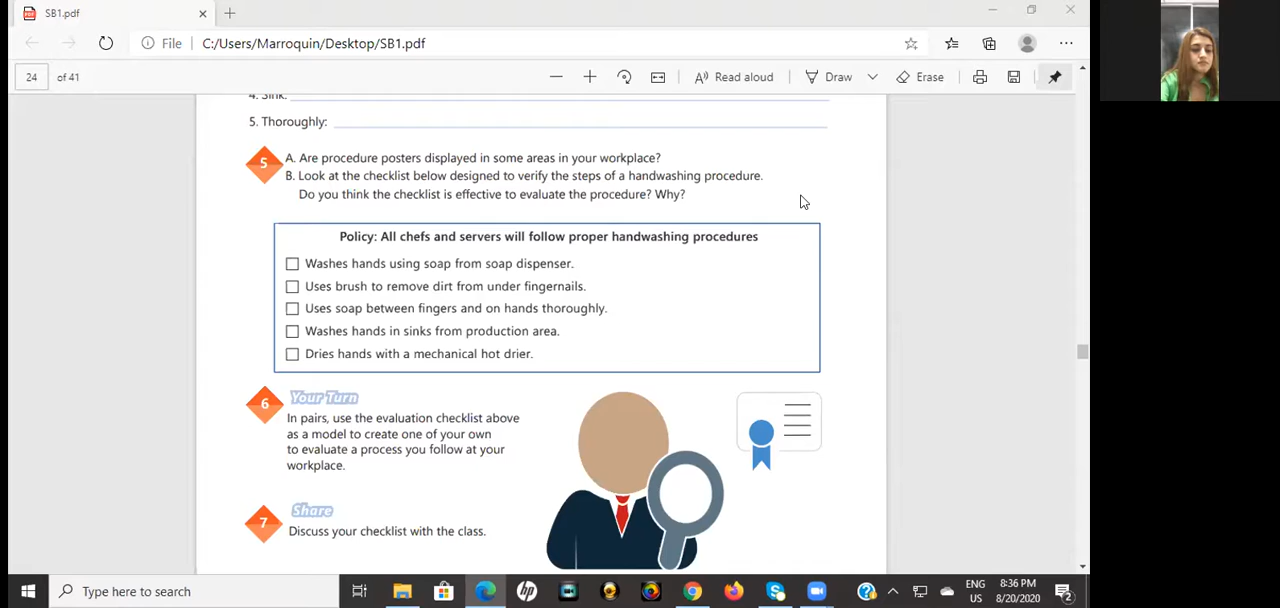 SB1.pdf
File
C:/Users/Marroquin/Desktop/SB1.pdf
24 of 41
Read aloud
Draw
Erase
4. Sink:
5. Thoroughly:
5
A. Are procedure posters displayed in some areas in your workplace?
B. Look at the checklist below designed to verify the steps of a handwashing procedure.
Do you think the checklist is effective to evaluate the procedure? Why?
Policy: All chefs and servers will follow proper handwashing procedures
Washes hands using soap from soap dispenser.
Uses brush to remove dirt from under fingernails.
Uses soap between fingers and on hands thoroughly.
Washes hands in sinks from production area.
Dries hands with a mechanical hot drier.
6
Your Turn
In pairs, use the evaluation checklist above
as a model to create one of your own
to evaluate a process you follow at your
workplace.
7
Share
Discuss your checklist with the class.
Type here to search
hp
ENG
US
8:36 PM
8/20/2020
2